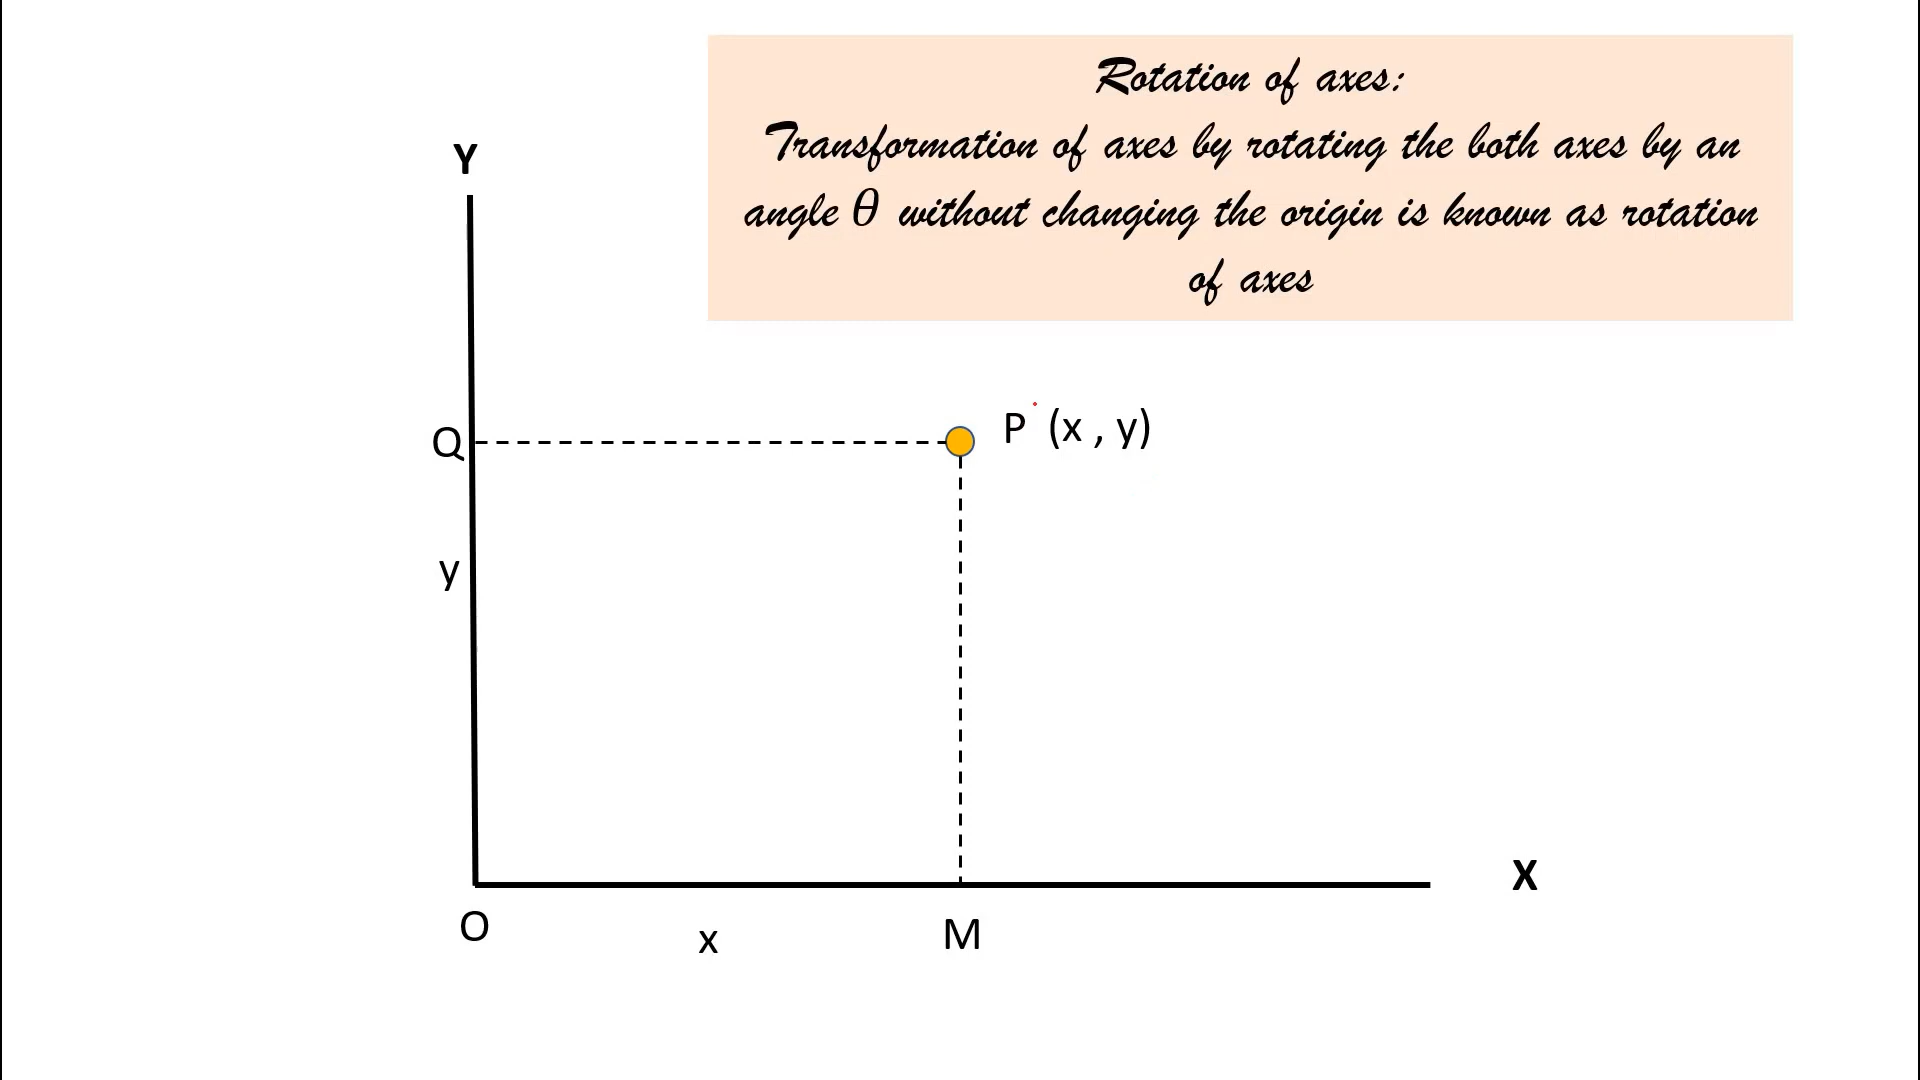 Rotation of axes:
Transformation of axes by rotating the both axes by an
angle θ without changing the origin is known as rotation
of axes
Y
Q
P (x , y)
y
X
O
x
M